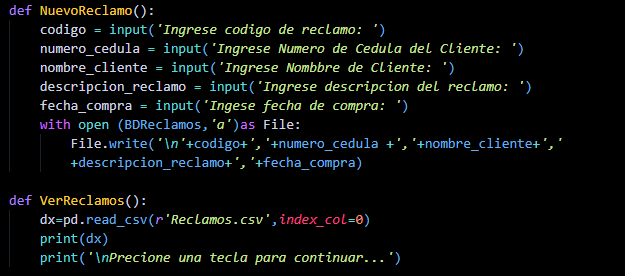 def NuevoReclamo():
    codigo = input('Ingrese codigo de reclamo: ')
    numero_cedula = input('Ingrese Numero de Cedula del Cliente: ')
    nombre_cliente = input('Ingrese Nombbre de Cliente: ')
    descripcion_reclamo = input('Ingrese descripcion del reclamo: ')
    fecha_compra = input('Ingese fecha de compra: ')
    with open (BDReclamos,'a')as File:
        File.write('\n'+codigo+','+numero_cedula +','+nombre_cliente+','
        +descripcion_reclamo+','+fecha_compra)

def VerReclamos():
    dx=pd.read_csv(r'Reclamos.csv',index_col=0)
    print(dx)
    print('\nPrecione una tecla para continuar...')